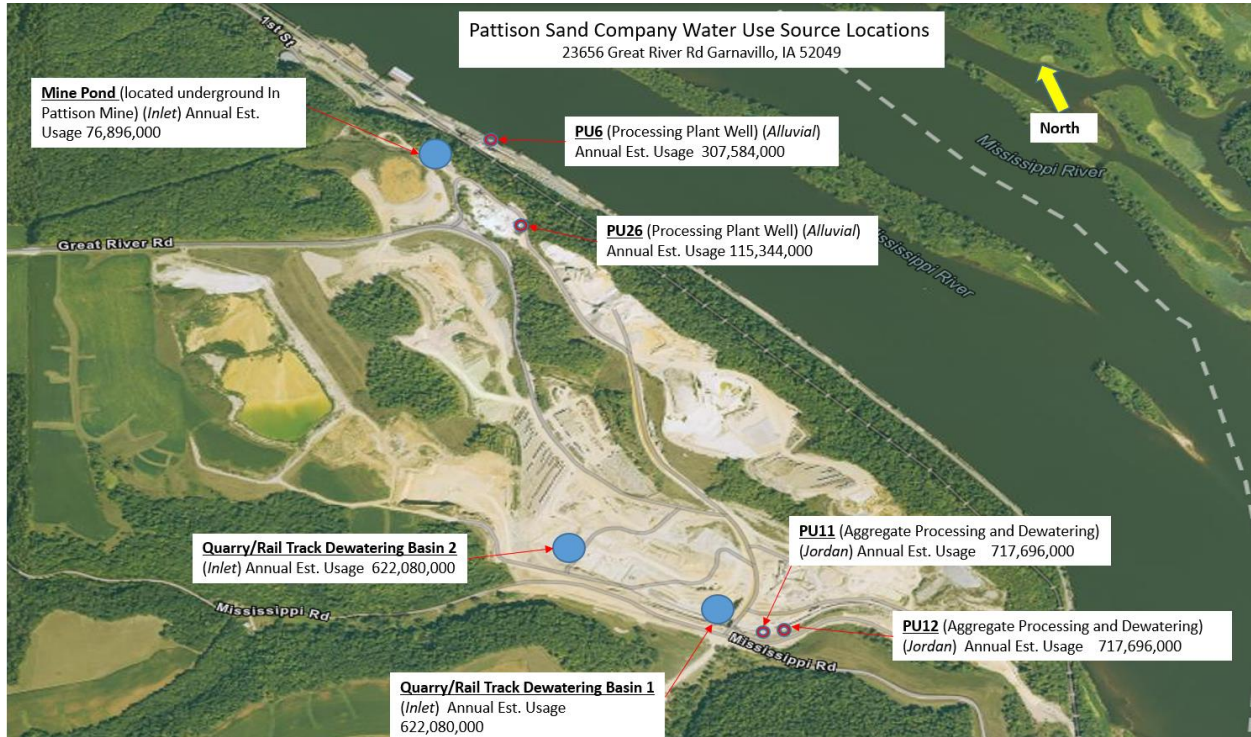 Pattison Sand Company Water Use Source Locations
23656 Great River Rd Garnavillo, IA 52049
1st St
North
Mine Pond (located underground In
Pattison Mine) (Inlet) Annual Est.
Usage 76,896,000
PU6 (Processing Plant Well) (Alluvial)
Annual Est. Usage 307,584,000
Mississippi River
PU26 (Processing Plant Well) (Alluvial)
Annual Est. Usage 115,344,000
Great River Rd
Mississippi River
Quarry/Rail Track Dewatering Basin 2
(Inlet) Annual Est. Usage 622,080,000
PU11 (Aggregate Processing and Dewatering)
(Jordan) Annual Est. Usage 717,696,000
Mississippi Rd
PU12 (Aggregate Processing and Dewatering)
(Jordan) Annual Est. Usage 717,696,000
Mississippi Rd
Quarry/Rail Track Dewatering Basin 1
(Inlet) Annual Est. Usage
622,080,000